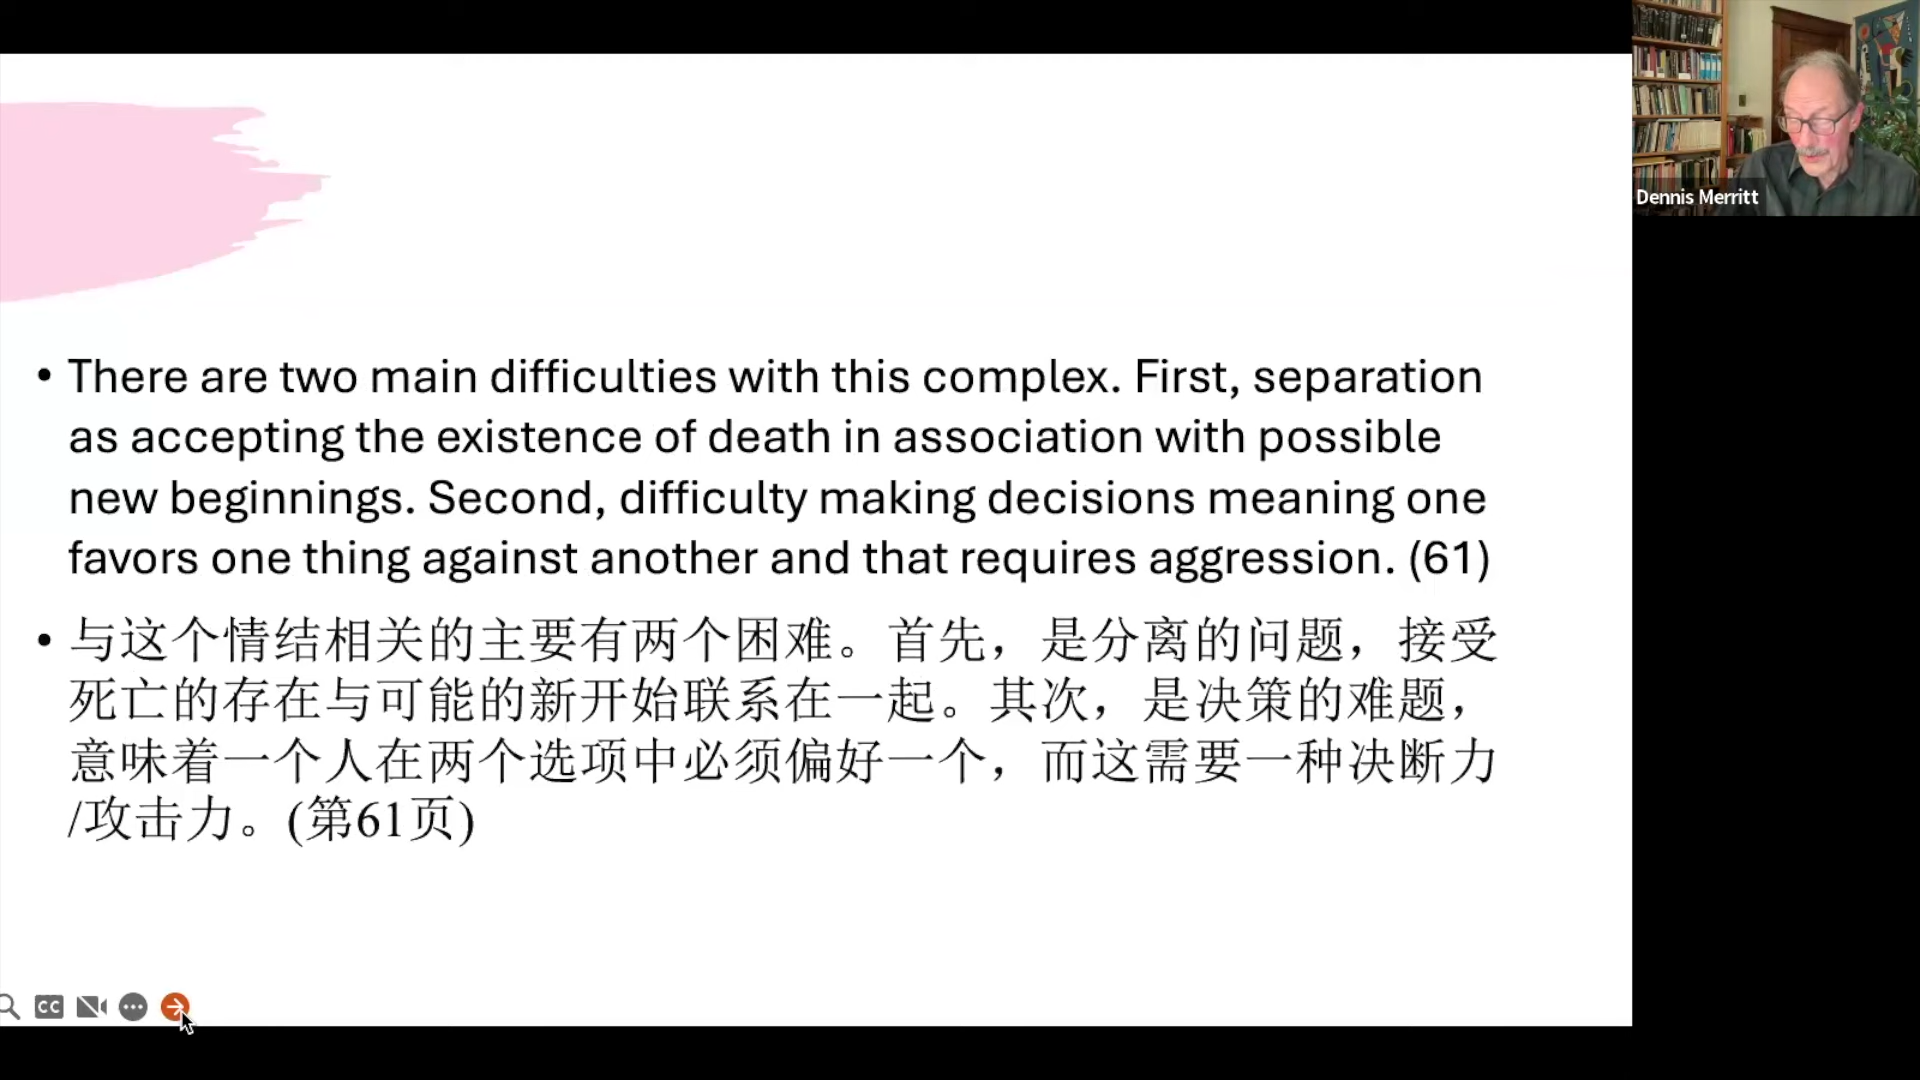 Dennis Merritt
• There are two main difficulties with this complex. First, separation
as accepting the existence of death in association with possible
new beginnings. Second, difficulty making decisions meaning one
favors one thing against another and that requires aggression. (61)
• 与这个情结相关的主要有两个困难。首先，是分离的问题，接受
死亡的存在与可能的新开始联系在一起。其次，是决策的难题，
意味着一个人在两个选项中必须偏好一个，而这需要一种决断力
/攻击力。(第61页)
CC